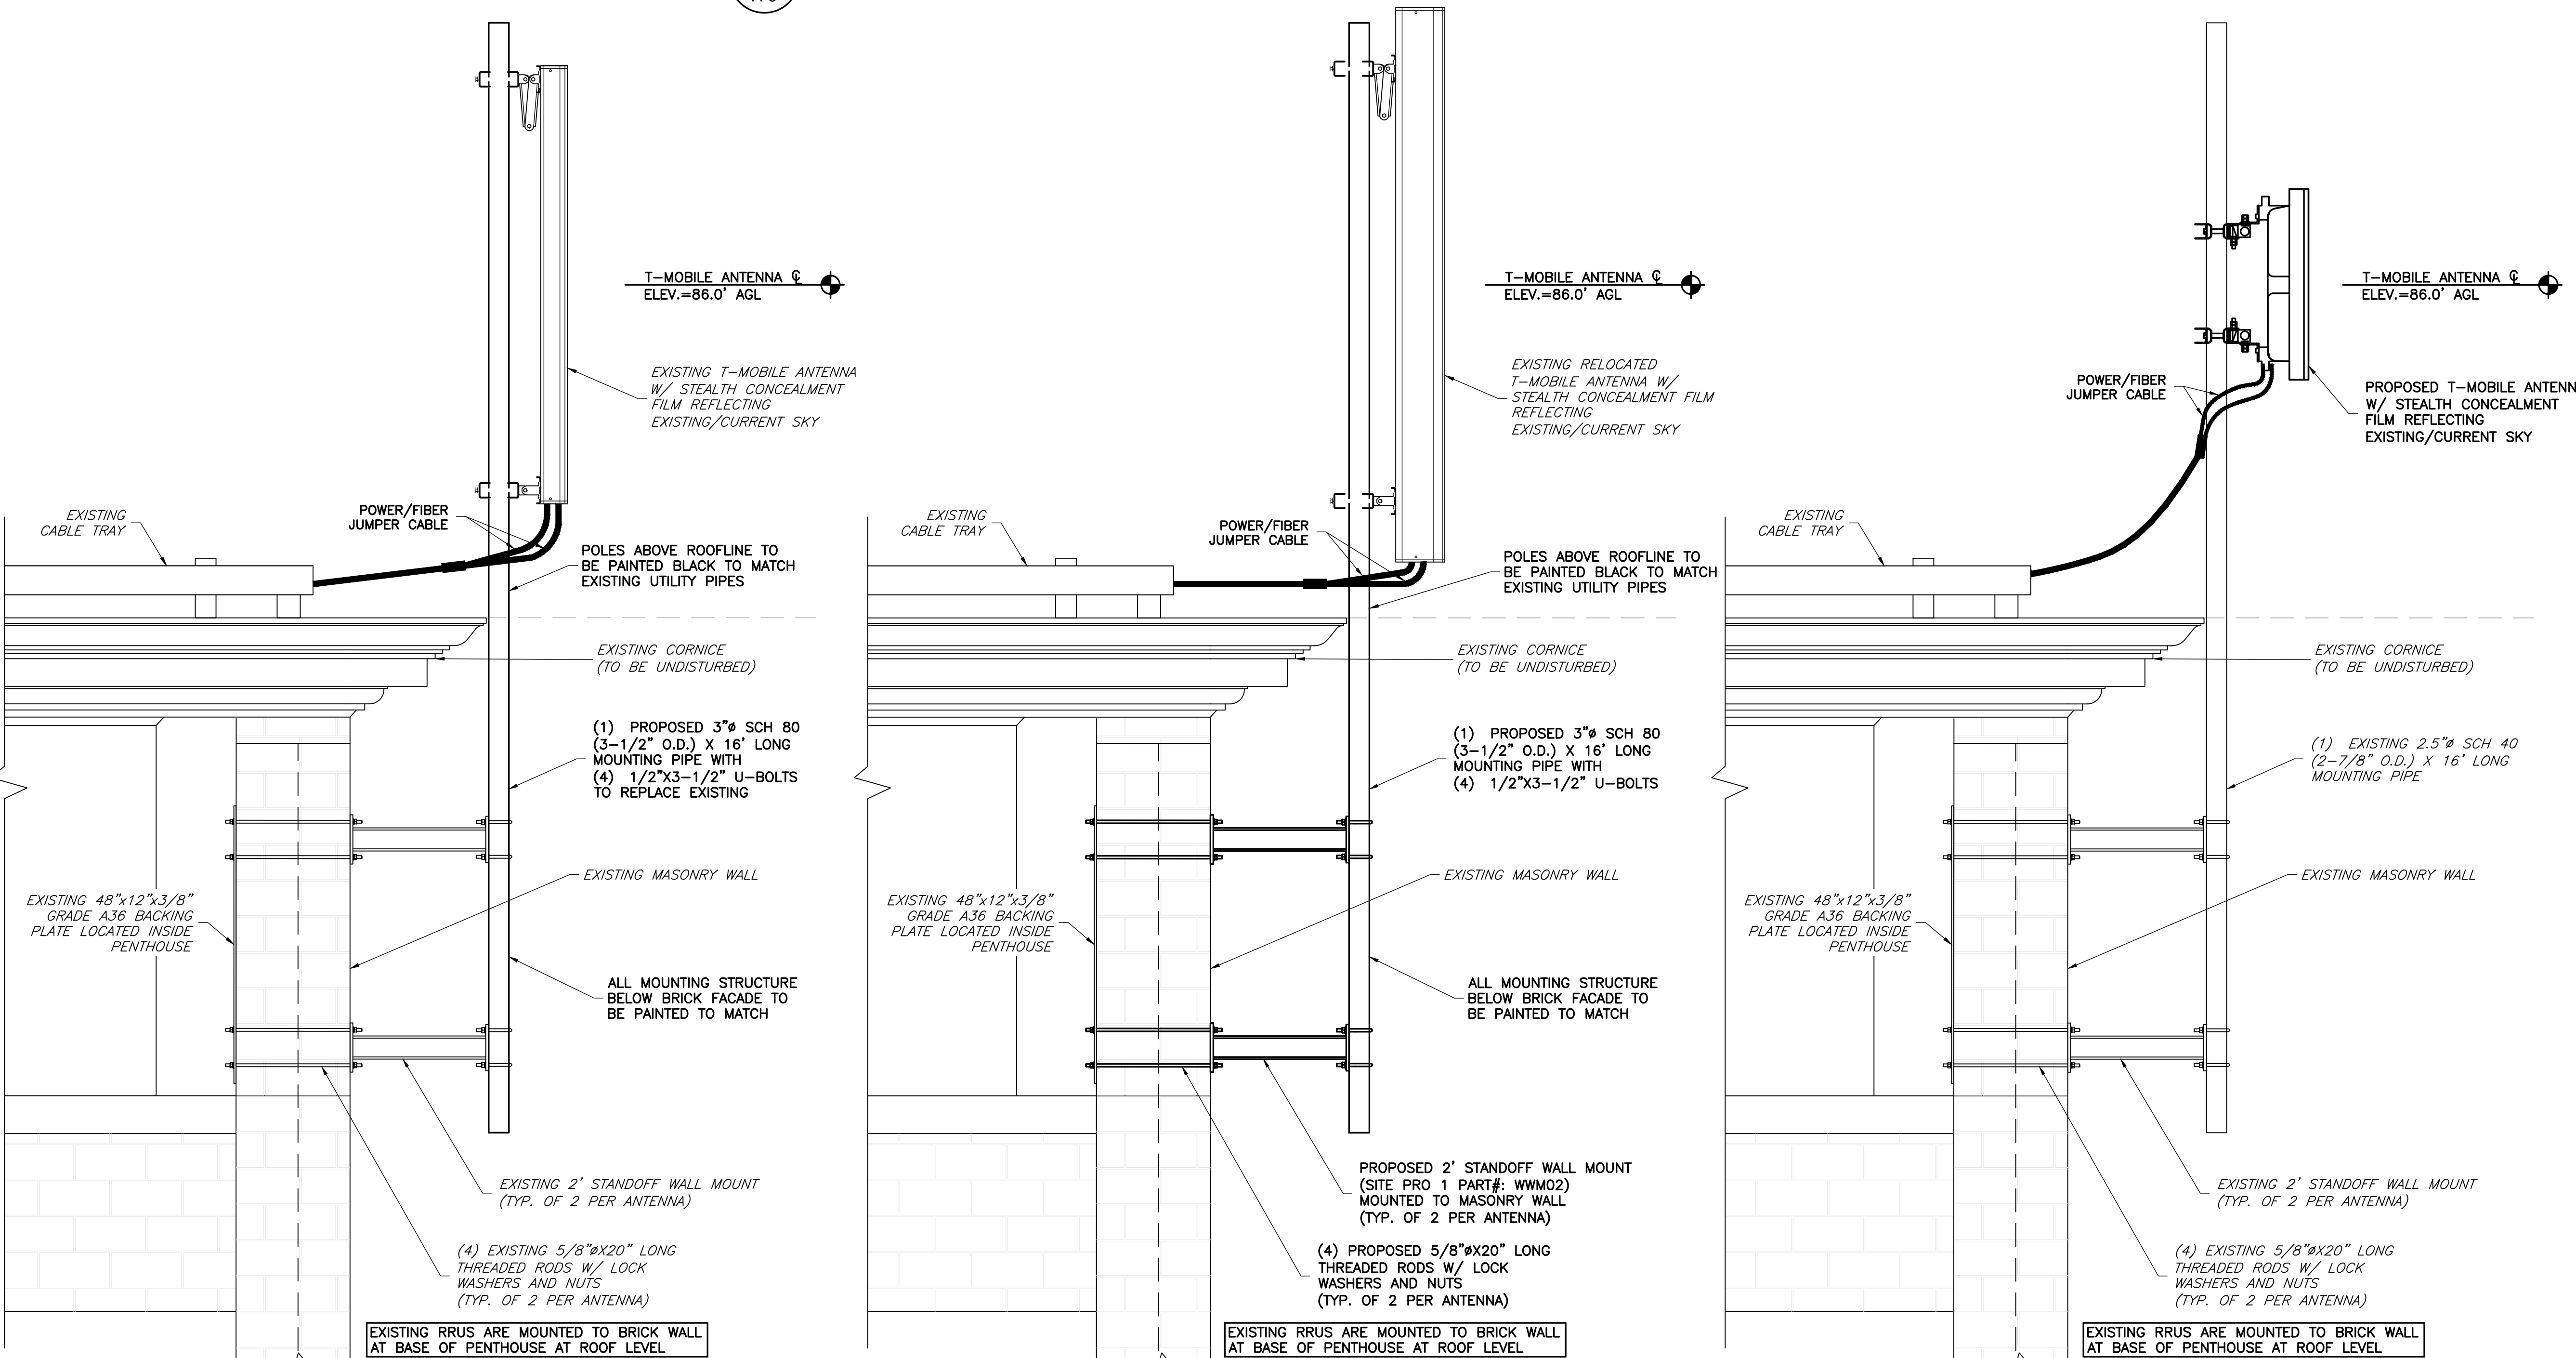 T-MOBILE ANTENNA ℄
ELEV.=86.0' AGL
EXISTING T-MOBILE ANTENNA
W/ STEALTH CONCEALMENT
FILM REFLECTING
EXISTING/CURRENT SKY
EXISTING
CABLE TRAY
POWER/FIBER
JUMPER CABLE
POLES ABOVE ROOFLINE TO
BE PAINTED BLACK TO MATCH
EXISTING UTILITY PIPES
EXISTING CORNICE
(TO BE UNDISTURBED)
(1) PROPOSED 3"ø SCH 80
(3-1/2" O.D.) X 16' LONG
MOUNTING PIPE WITH
(4) 1/2"X3-1/2" U-BOLTS
TO REPLACE EXISTING
EXISTING MASONRY WALL
EXISTING 48"x12"x3/8"
GRADE A36 BACKING
PLATE LOCATED INSIDE
PENTHOUSE
ALL MOUNTING STRUCTURE
BELOW BRICK FACADE TO
BE PAINTED TO MATCH
EXISTING 2' STANDOFF WALL MOUNT
(TYP. OF 2 PER ANTENNA)
(4) EXISTING 5/8"øX20" LONG
THREADED RODS W/ LOCK
WASHERS AND NUTS
(TYP. OF 2 PER ANTENNA)
EXISTING RRUS ARE MOUNTED TO BRICK WALL
AT BASE OF PENTHOUSE AT ROOF LEVEL
T-MOBILE ANTENNA ℄
ELEV.=86.0' AGL
EXISTING RELOCATED
T-MOBILE ANTENNA W/
STEALTH CONCEALMENT FILM
REFLECTING
EXISTING/CURRENT SKY
EXISTING
CABLE TRAY
POWER/FIBER
JUMPER CABLE
POLES ABOVE ROOFLINE TO
BE PAINTED BLACK TO MATCH
EXISTING UTILITY PIPES
EXISTING CORNICE
(TO BE UNDISTURBED)
(1) PROPOSED 3"ø SCH 80
(3-1/2" O.D.) X 16' LONG
MOUNTING PIPE WITH
(4) 1/2"X3-1/2" U-BOLTS
EXISTING MASONRY WALL
EXISTING 48"x12"x3/8"
GRADE A36 BACKING
PLATE LOCATED INSIDE
PENTHOUSE
ALL MOUNTING STRUCTURE
BELOW BRICK FACADE TO
BE PAINTED TO MATCH
PROPOSED 2' STANDOFF WALL MOUNT
(SITE PRO 1 PART#: WWM02)
MOUNTED TO MASONRY WALL
(TYP. OF 2 PER ANTENNA)
(4) PROPOSED 5/8"øX20" LONG
THREADED RODS W/ LOCK
WASHERS AND NUTS
(TYP. OF 2 PER ANTENNA)
EXISTING RRUS ARE MOUNTED TO BRICK WALL
AT BASE OF PENTHOUSE AT ROOF LEVEL
T-MOBILE ANTENNA ℄
ELEV.=86.0' AGL
POWER/FIBER
JUMPER CABLE
PROPOSED T-MOBILE ANTENN
W/ STEALTH CONCEALMENT
FILM REFLECTING
EXISTING/CURRENT SKY
EXISTING
CABLE TRAY
EXISTING CORNICE
(TO BE UNDISTURBED)
(1) EXISTING 2.5"ø SCH 40
(2-7/8" O.D.) X 16' LONG
MOUNTING PIPE
EXISTING MASONRY WALL
EXISTING 48"x12"x3/8"
GRADE A36 BACKING
PLATE LOCATED INSIDE
PENTHOUSE
EXISTING 2' STANDOFF WALL MOUNT
(TYP. OF 2 PER ANTENNA)
(4) EXISTING 5/8"øX20" LONG
THREADED RODS W/ LOCK
WASHERS AND NUTS
(TYP. OF 2 PER ANTENNA)
EXISTING RRUS ARE MOUNTED TO BRICK WALL
AT BASE OF PENTHOUSE AT ROOF LEVEL